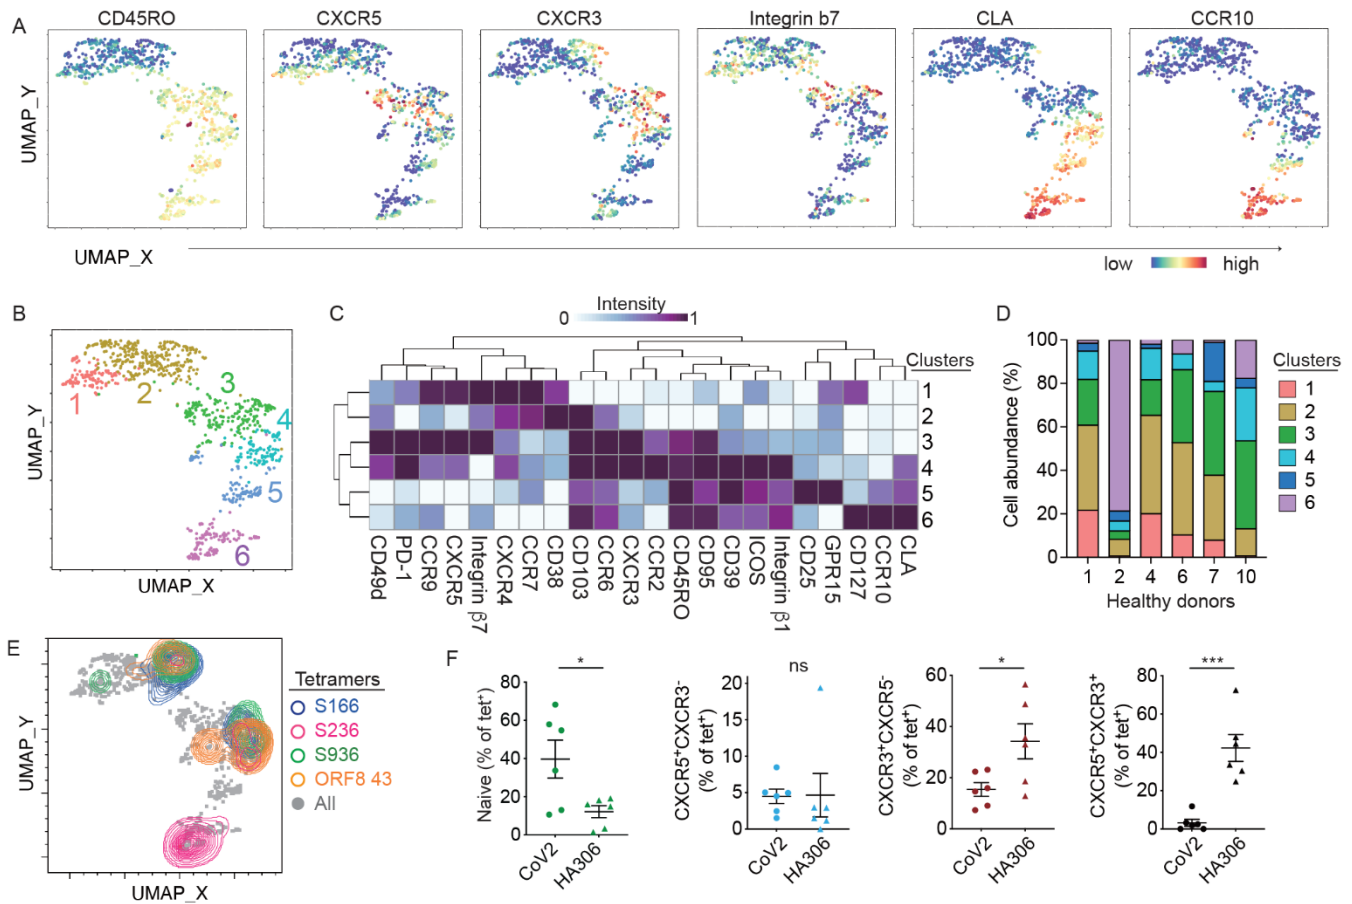 A
CD45RO
CXCR5
CXCR3
Integrin b7
CLA
CCR10
UMAP_Y
UMAP_X
low
high
B
UMAP_Y
1
2
3
4
5
6
UMAP_X
C
Intensity
0
1
Clusters
1
2
3
4
5
6
CD49d
PD-1
CCR9
CXCR5
Integrin β7
CXCR4
CCR7
CD38
CD103
CCR6
CXCR3
CCR2
CD45RO
CD95
CD39
ICOS
Integrin β1
CD25
GPR15
CD127
CCR10
CLA
D
Cell abundance (%)
100
80
60
40
20
0
1
2
4
6
7
10
Healthy donors
Clusters
1
2
3
4
5
6
E
UMAP_Y
UMAP_X
Tetramers
S166
S236
S936
ORF8 43
All
F
Naive (% of tet⁺)
80
60
40
20
0
*
CoV2
HA306
CXCR5⁺CXCR3⁻
(% of tet⁺)
20
15
10
5
0
ns
CoV2
HA306
CXCR3⁺CXCR5⁻
(% of tet⁺)
60
40
20
0
*
CoV2
HA306
CXCR5⁺CXCR3⁺
(% of tet⁺)
80
60
40
20
0
***
CoV2
HA306